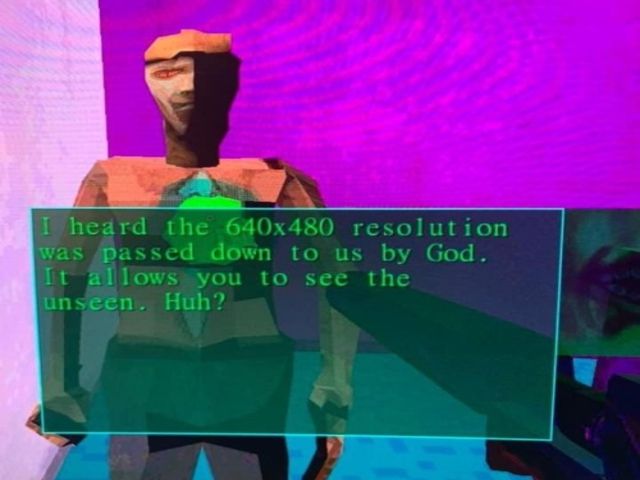 I heard the 640x480 resolution
was passed down to us by God.
It allows you to see the
unseen. Huh?